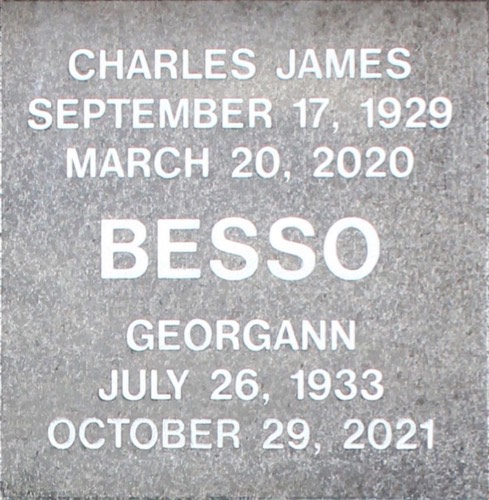 CHARLES JAMES
SEPTEMBER 17, 1929
MARCH 20, 2020
BESSO
GEORGANN
JULY 26, 1933
OCTOBER 29, 2021